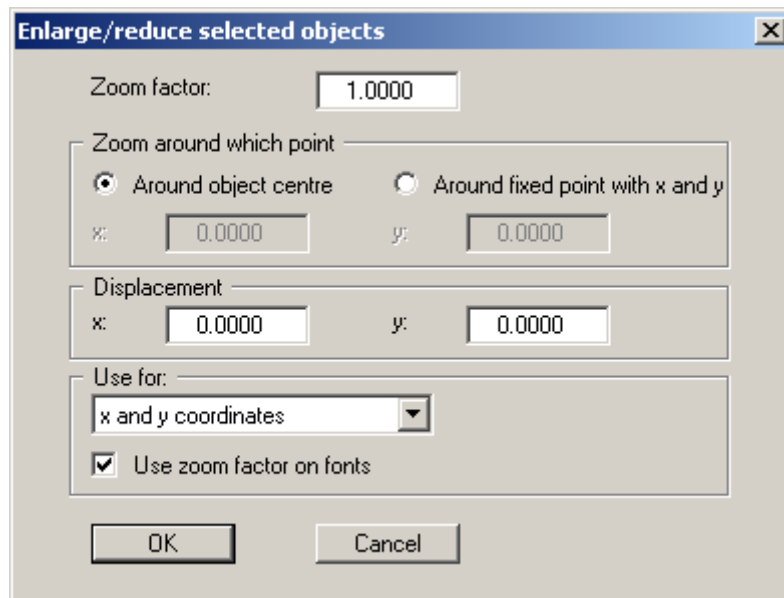 Enlarge/reduce selected objects
Zoom factor: 1.0000
Zoom around which point
Around object centre Around fixed point with x and y
x: 0.0000 y: 0.0000
Displacement
x: 0.0000 y: 0.0000
Use for:
x and y coordinates
Use zoom factor on fonts
OK Cancel